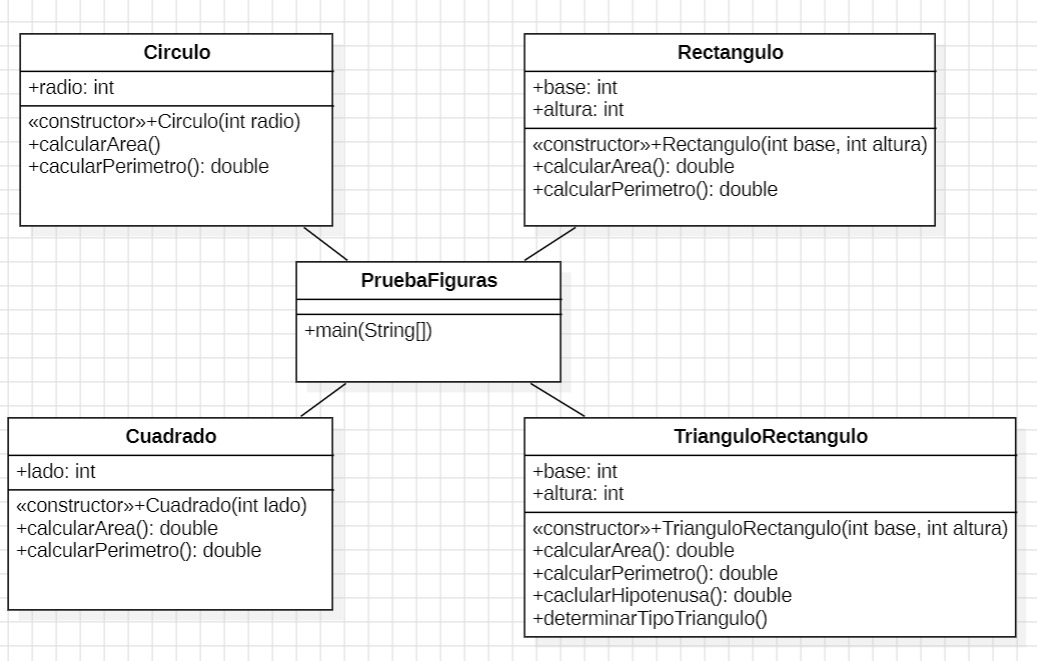 Circulo
+radio: int
«constructor»+Circulo(int radio)
+calcularArea()
+cacularPerimetro(): double
Rectangulo
+base: int
+altura: int
«constructor»+Rectangulo(int base, int altura)
+calcularArea(): double
+calcularPerimetro(): double
PruebaFiguras
+main(String[])
Cuadrado
+lado: int
«constructor»+Cuadrado(int lado)
+calcularArea(): double
+calcularPerimetro(): double
TrianguloRectangulo
+base: int
+altura: int
«constructor»+TrianguloRectangulo(int base, int altura)
+calcularArea(): double
+calcularPerimetro(): double
+caclularHipotenusa(): double
+determinarTipoTriangulo()